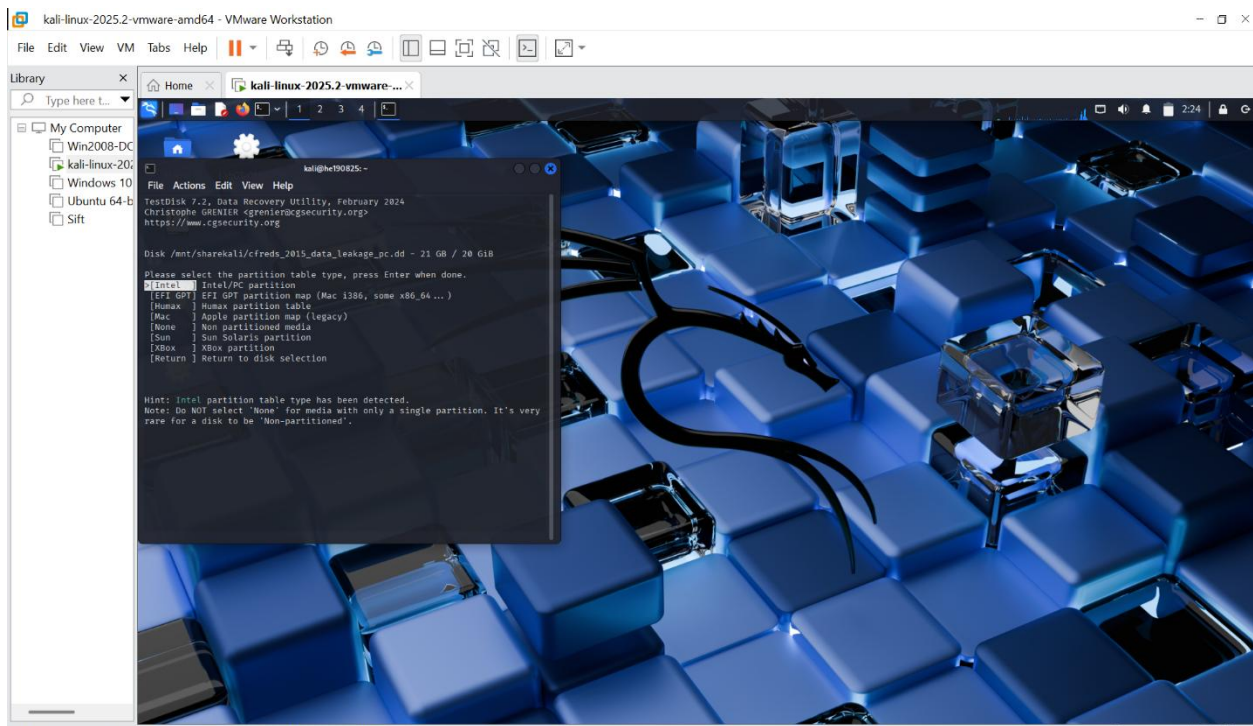 kali-linux-2025.2-vmware-amd64 - VMware Workstation
File Edit View VM Tabs Help
Library
Type here t...
My Computer
Win2008-DC
kali-linux-202
Windows 10
Ubuntu 64-b
Sift
Home
kali-linux-2025.2-vmware-...
1 2 3 4
2:24
kali@he190825: ~
File Actions Edit View Help
TestDisk 7.2, Data Recovery Utility, February 2024
Christophe GRENIER <grenier@cgsecurity.org>
https://www.cgsecurity.org
Disk /mnt/sharekali/cfreds_2015_data_leakage_pc.dd - 21 GB / 20 GiB
Please select the partition table type, press Enter when done.
>[Intel ] Intel/PC partition
[EFI GPT] EFI GPT partition map (Mac i386, some x86_64...)
[Humax ] Humax partition table
[Mac ] Apple partition map (legacy)
[None ] Non partitioned media
[Sun ] Sun Solaris partition
[XBox ] XBox partition
[Return ] Return to disk selection
Hint: Intel partition table type has been detected.
Note: Do NOT select 'None' for media with only a single partition. It's very
rare for a disk to be 'Non-partitioned'.